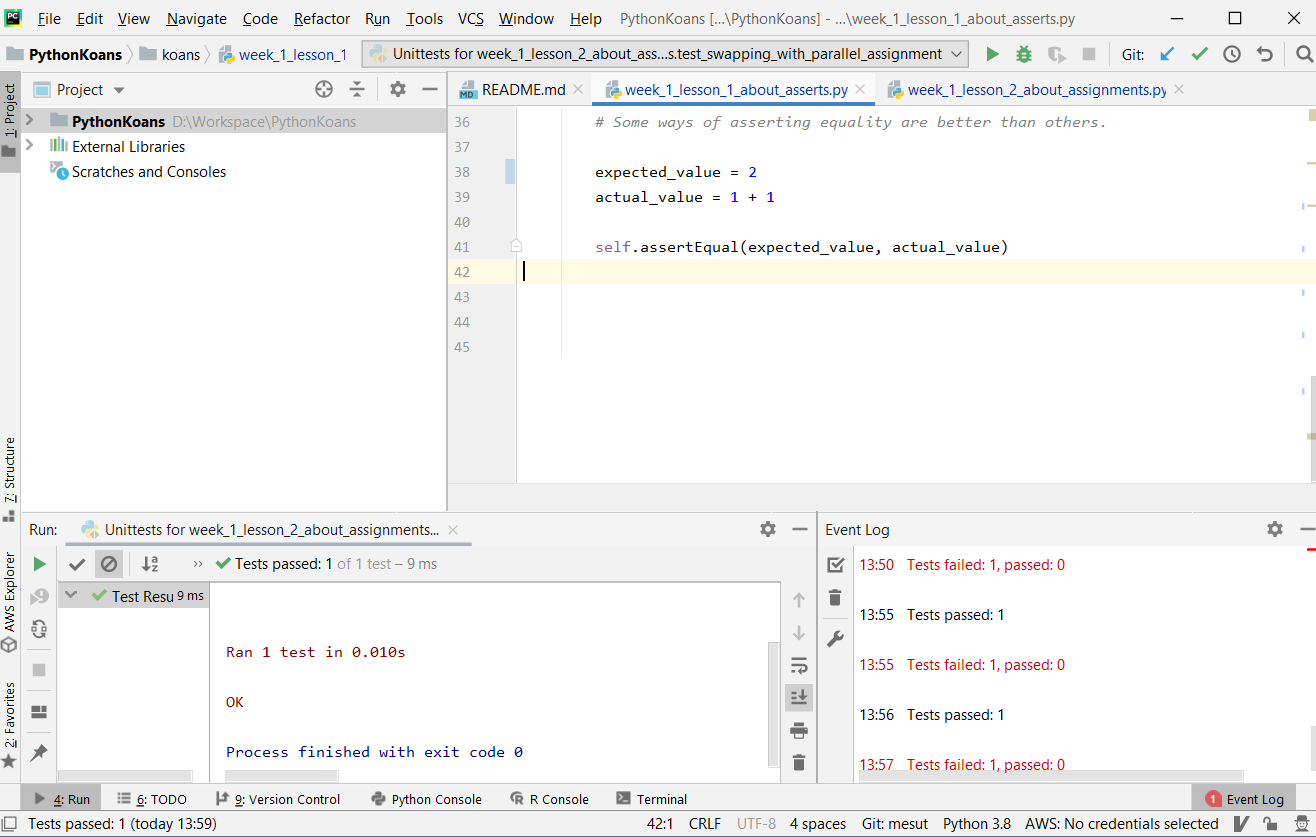 File Edit View Navigate Code Refactor Run Tools VCS Window Help PythonKoans [...\PythonKoans] - ...\week_1_lesson_1_about_asserts.py
PythonKoans koans week_1_lesson_1 Unittests for week_1_lesson_2_about_ass...s.test_swapping_with_parallel_assignment Git:
1: Project
7: Structure
AWS Explorer
2: Favorites
Project
PythonKoans D:\Workspace\PythonKoans
External Libraries
Scratches and Consoles
README.md week_1_lesson_1_about_asserts.py week_1_lesson_2_about_assignments.py
36 # Some ways of asserting equality are better than others.
37
38 expected_value = 2
39 actual_value = 1 + 1
40
41 self.assertEqual(expected_value, actual_value)
42
43
44
45
Run: Unittests for week_1_lesson_2_about_assignments...
Tests passed: 1 of 1 test – 9 ms
Test Resu 9 ms
Ran 1 test in 0.010s
OK
Process finished with exit code 0
Event Log
13:50 Tests failed: 1, passed: 0
13:55 Tests passed: 1
13:55 Tests failed: 1, passed: 0
13:56 Tests passed: 1
13:57 Tests failed: 1, passed: 0
4: Run 6: TODO 9: Version Control Python Console R Console Terminal 1 Event Log
Tests passed: 1 (today 13:59) 42:1 CRLF UTF-8 4 spaces Git: mesut Python 3.8 AWS: No credentials selected